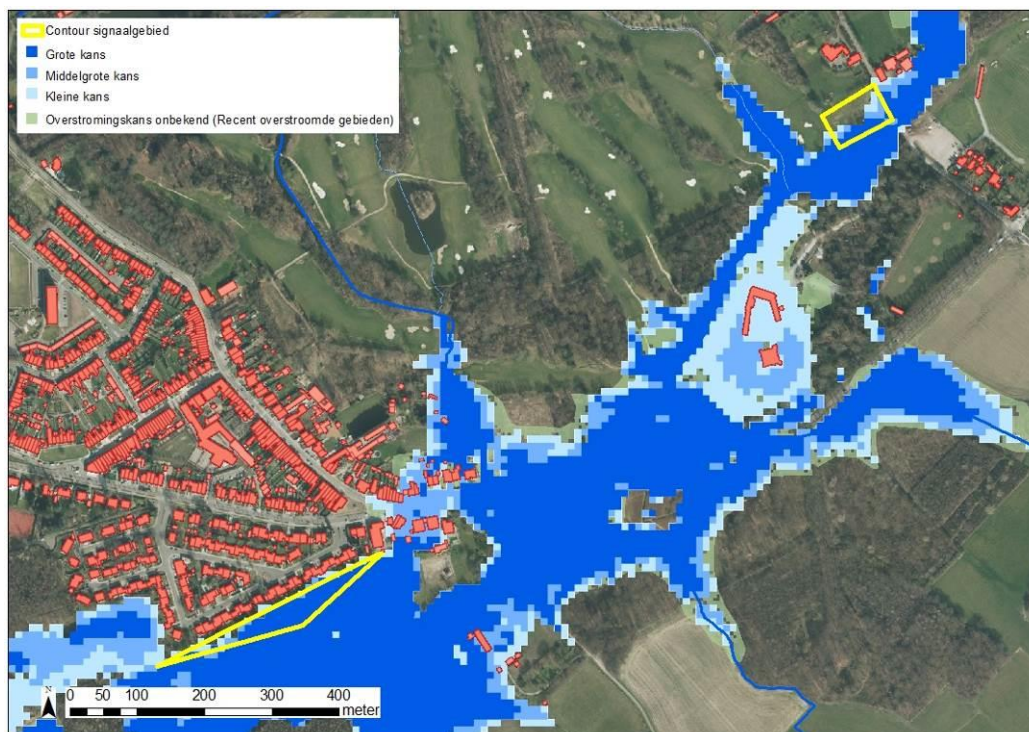 Contour signaalgebied
Grote kans
Middelgrote kans
Kleine kans
Overstromingskans onbekend (Recent overstroomde gebieden)
N
0 50 100 200 300 400
meter